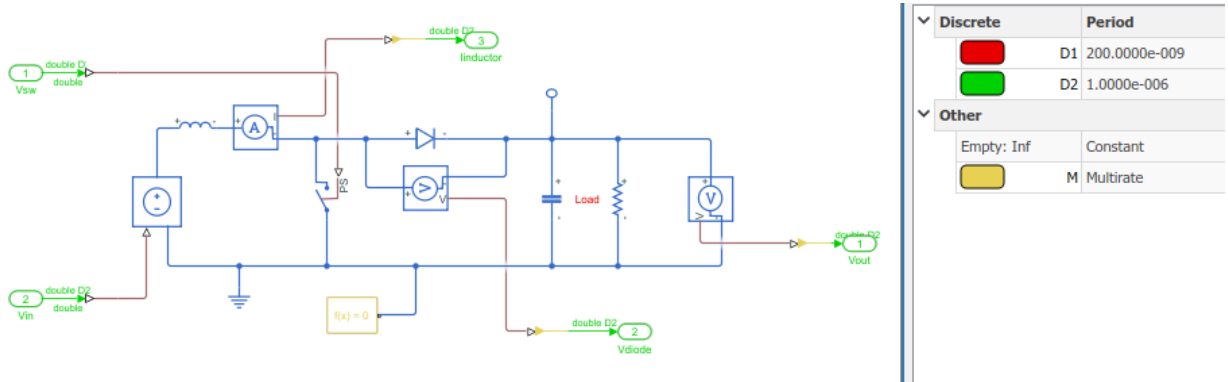 double D2
3
Iinductor
double D
1
double
Vsw
+
-
A
I
+
-
+
-
PS
+
V
V
+
-
Load
+
-
+
V
V
-
double D2
1
Vout
double D2
2
double
Vin
f(x) = 0
double D2
2
Vdiode
Discrete Period
D1 200.0000e-009
D2 1.0000e-006
Other
Empty: Inf Constant
M Multirate